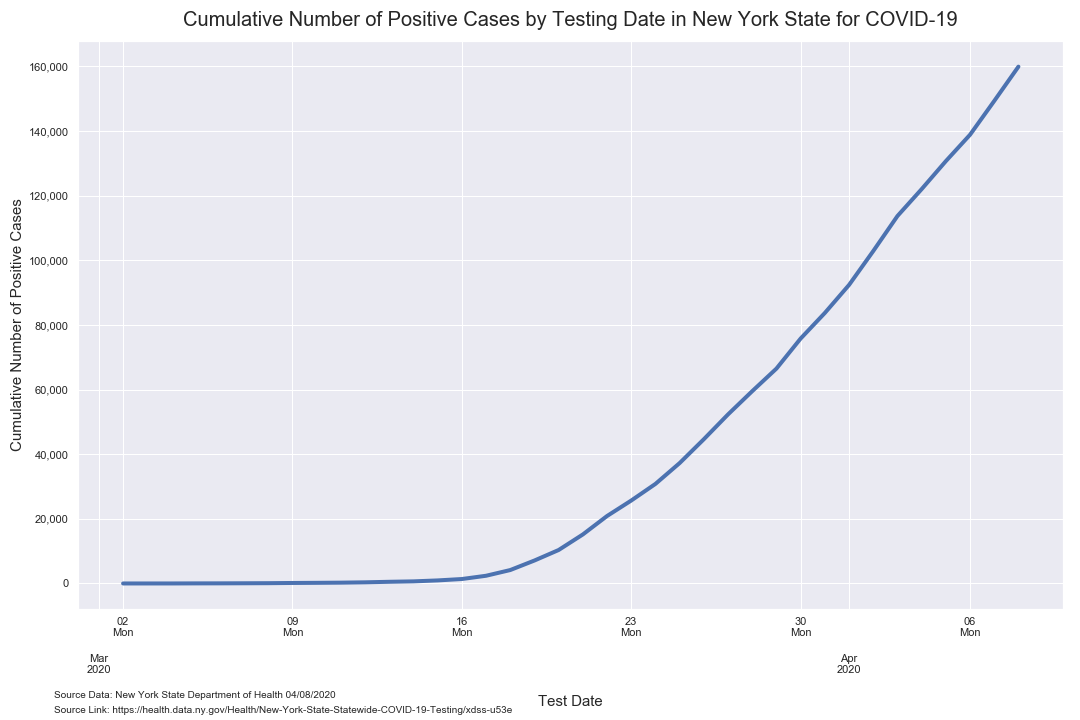 Cumulative Number of Positive Cases by Testing Date in New York State for COVID-19
Cumulative Number of Positive Cases
160,000
140,000
120,000
100,000
80,000
60,000
40,000
20,000
0
02
Mon
09
Mon
16
Mon
23
Mon
30
Mon
06
Mon
Mar
2020
Apr
2020
Test Date
Source Data: New York State Department of Health 04/08/2020
Source Link: https://health.data.ny.gov/Health/New-York-State-Statewide-COVID-19-Testing/xdss-u53e